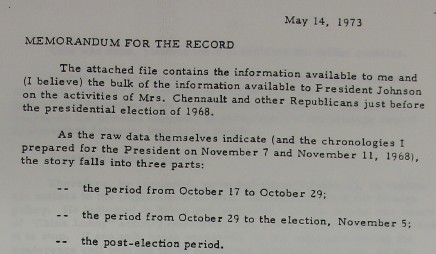 May 14, 1973
MEMORANDUM FOR THE RECORD
The attached file contains the information available to me and
(I believe) the bulk of the information available to President Johnson
on the activities of Mrs. Chennault and other Republicans just before
the presidential election of 1968.
As the raw data themselves indicate (and the chronologies I
prepared for the President on November 7 and November 11, 1968),
the story falls into three parts:
-- the period from October 17 to October 29;
-- the period from October 29 to the election, November 5;
-- the post-election period.